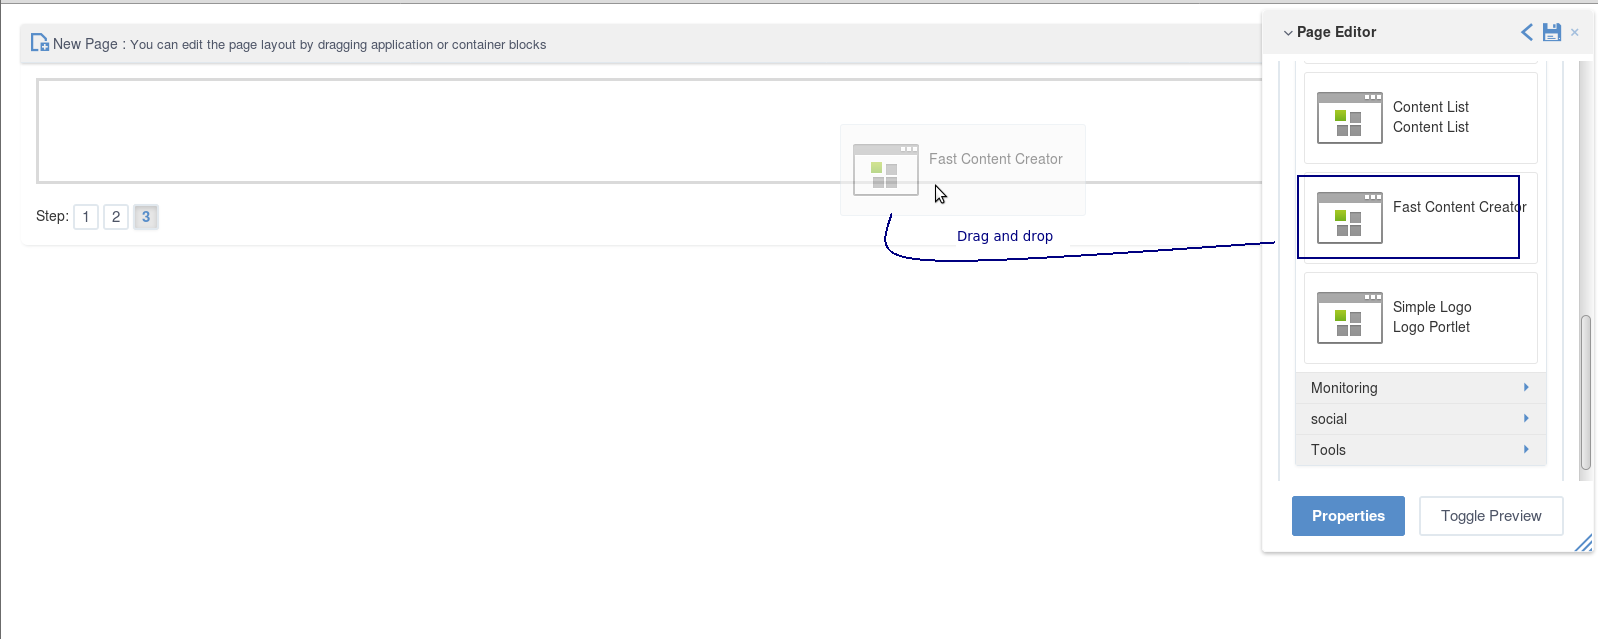 New Page : You can edit the page layout by dragging application or container blocks
Fast Content Creator
Step: 1 2 3
Drag and drop
Page Editor
Content List
Content List
Fast Content Creator
Simple Logo
Logo Portlet
Monitoring
social
Tools
Properties
Toggle Preview